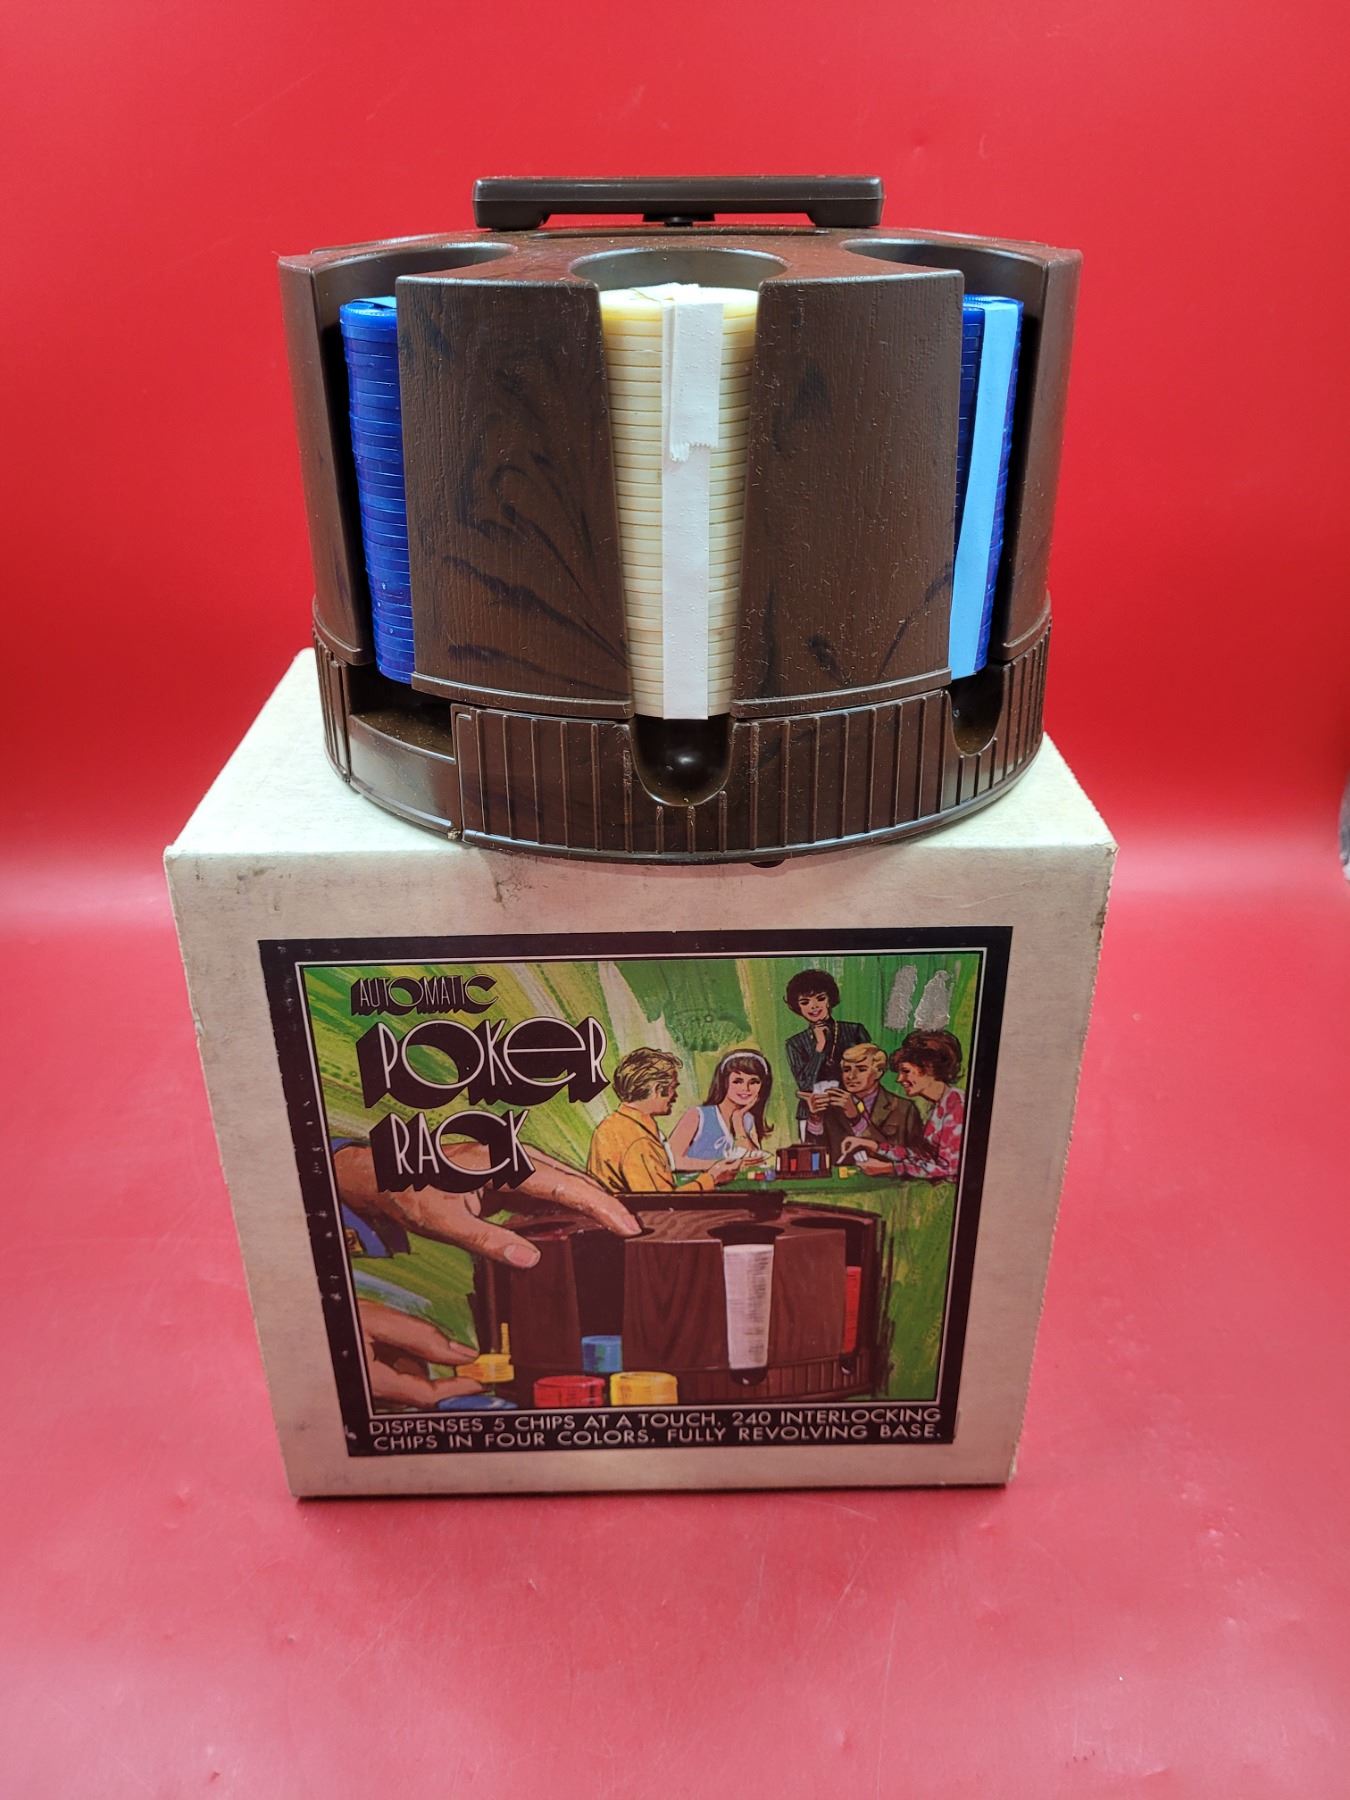 AUTOMATIC
POKER
RACK
DISPENSES 5 CHIPS AT A TOUCH. 240 INTERLOCKING
CHIPS IN FOUR COLORS. FULLY REVOLVING BASE.